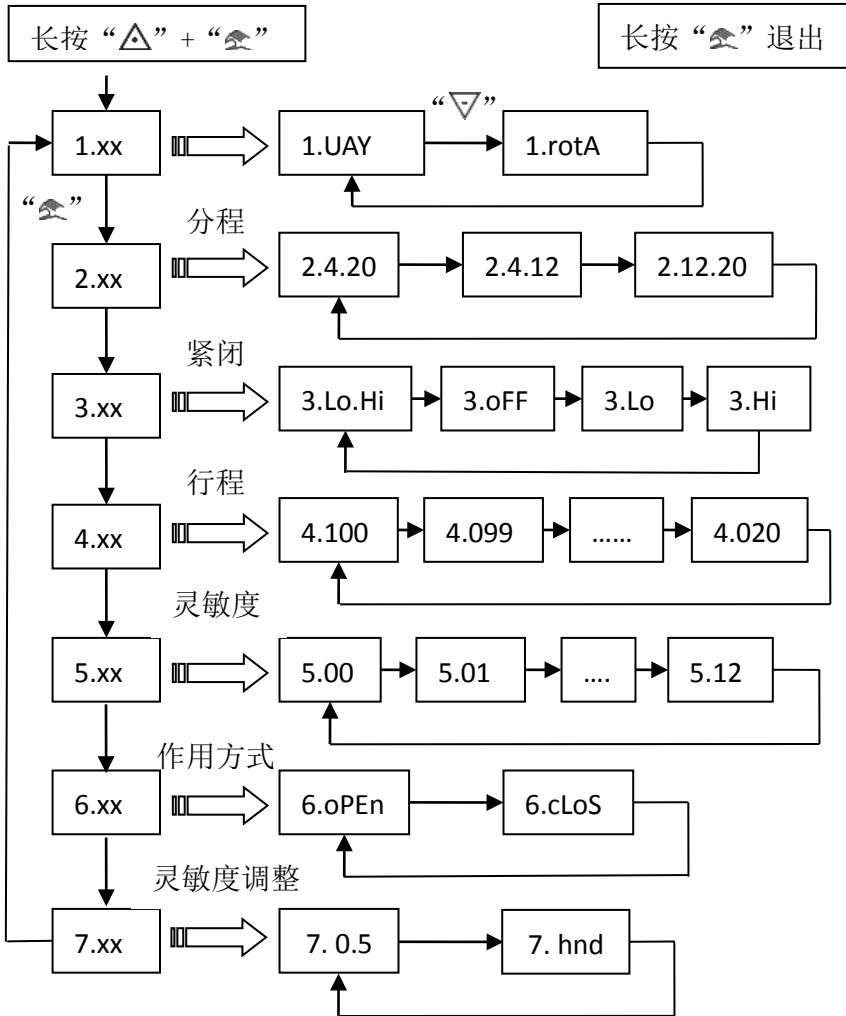 长按 “” + “”
长按 “” 退出
“”
1.xx
1.UAY
1.rotA
“”
分程
2.xx
2.4.20
2.4.12
2.12.20
紧闭
3.xx
3.Lo.Hi
3.oFF
3.Lo
3.Hi
行程
4.xx
4.100
4.099
……
4.020
灵敏度
5.xx
5.00
5.01
....
5.12
作用方式
6.xx
6.oPEn
6.cLoS
灵敏度调整
7.xx
7. 0.5
7. hnd